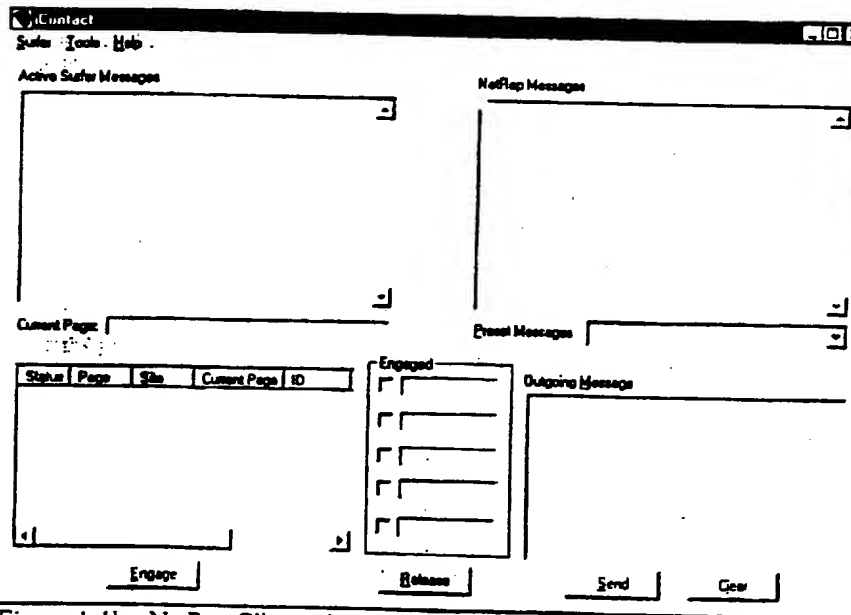 iContact
Surfer Tools Help
Active Surfer Messages
NetRep Messages
Current Page:
Preset Messages
Status Page Site Current Page ID
Engaged
Outgoing Message
Engage
Release
Send
Clear